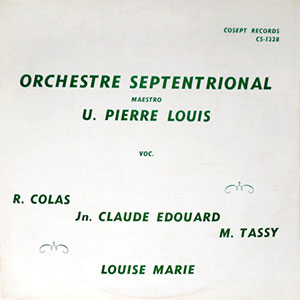 COSEPT RECORDS
CS-1328
ORCHESTRE SEPTENTRIONAL
MAESTRO
U. PIERRE LOUIS
VOC.
R. COLAS
Jn. CLAUDE EDOUARD
M. TASSY
LOUISE MARIE